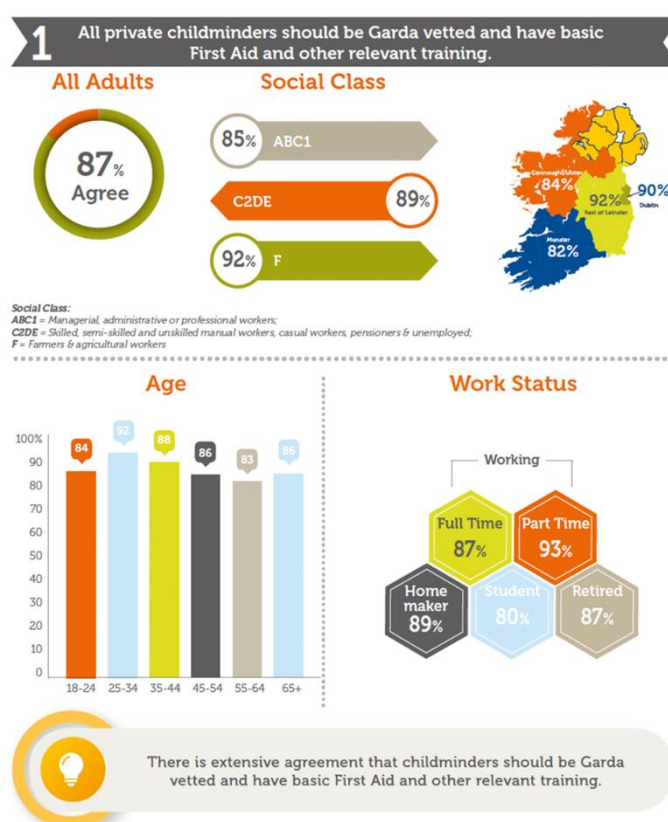 1
All private childminders should be Garda vetted and have basic
First Aid and other relevant training.
All Adults
Social Class
87%
Agree
85% ABC1
C2DE 89%
92% F
Connaught/Ulster
84%
92%
Rest of Leinster
90%
Dublin
Munster
82%
Social Class:
ABC1 = Managerial, administrative or professional workers;
C2DE = Skilled, semi-skilled and unskilled manual workers, casual workers, pensioners & unemployed;
F = Farmers & agricultural workers
Age
100%
90
80
70
60
50
40
30
20
10
0
84
92
88
86
83
86
18-24 25-34 35-44 45-54 55-64 65+
Work Status
Working
Full Time
87%
Part Time
93%
Home
maker
89%
Student
80%
Retired
87%
There is extensive agreement that childminders should be Garda
vetted and have basic First Aid and other relevant training.